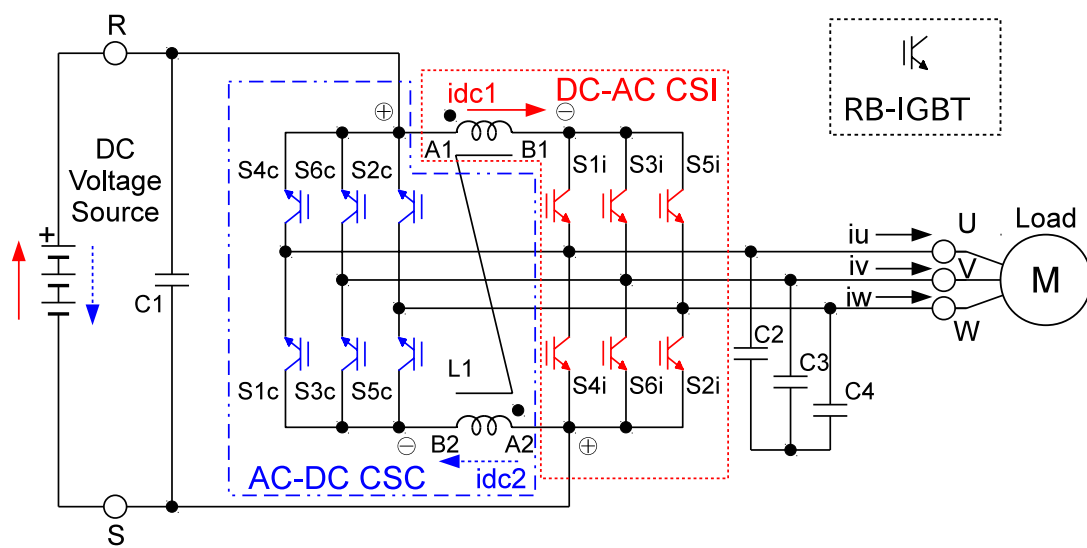 R
DC
Voltage
Source
+
C1
S
S4c
S6c
S2c
S1c
S3c
S5c
AC-DC CSC
⊕
idc1
⊖
DC-AC CSI
A1
B1
L1
B2
A2
⊖
idc2
⊕
S1i
S3i
S5i
S4i
S6i
S2i
RB-IGBT
iu
iv
iw
U
V
W
Load
M
C2
C3
C4